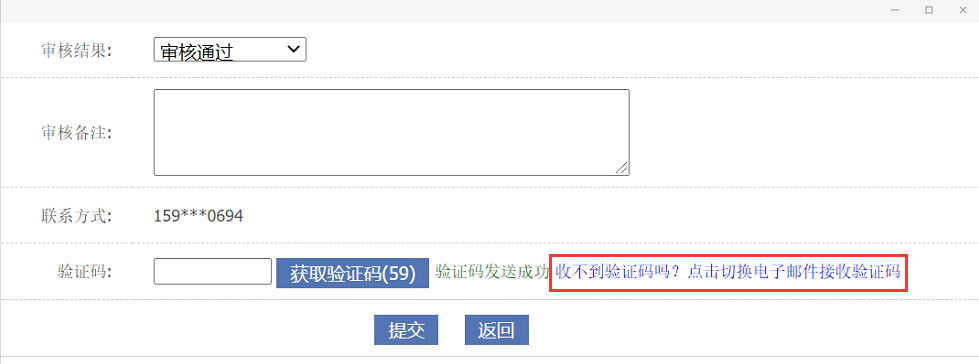 审核结果: 审核通过
审核备注:
联系方式: 159***0694
验证码: 获取验证码(59) 验证码发送成功 收不到验证码吗？点击切换电子邮件接收验证码
提交 返回